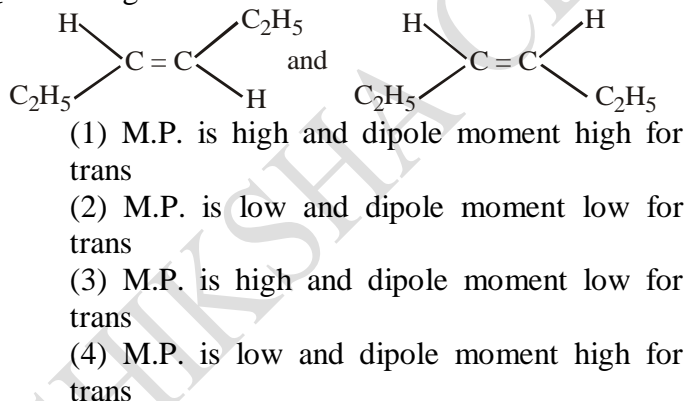 H C₂H₅ H H
C = C and C = C
C₂H₅ H C₂H₅ C₂H₅
(1) M.P. is high and dipole moment high for
trans
(2) M.P. is low and dipole moment low for
trans
(3) M.P. is high and dipole moment low for
trans
(4) M.P. is low and dipole moment high for
trans